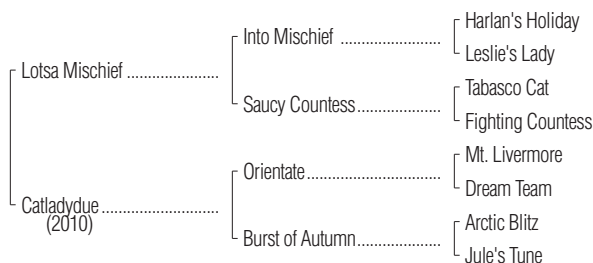 Harlan's Holiday
Into Mischief ........................
Leslie's Lady
Lotsa Mischief ......................
Tabasco Cat
Saucy Countess....................
Fighting Countess
Mt. Livermore
Orientate................................
Dream Team
Catladydue ...........................
(2010)
Arctic Blitz
Burst of Autumn....................
Jule's Tune